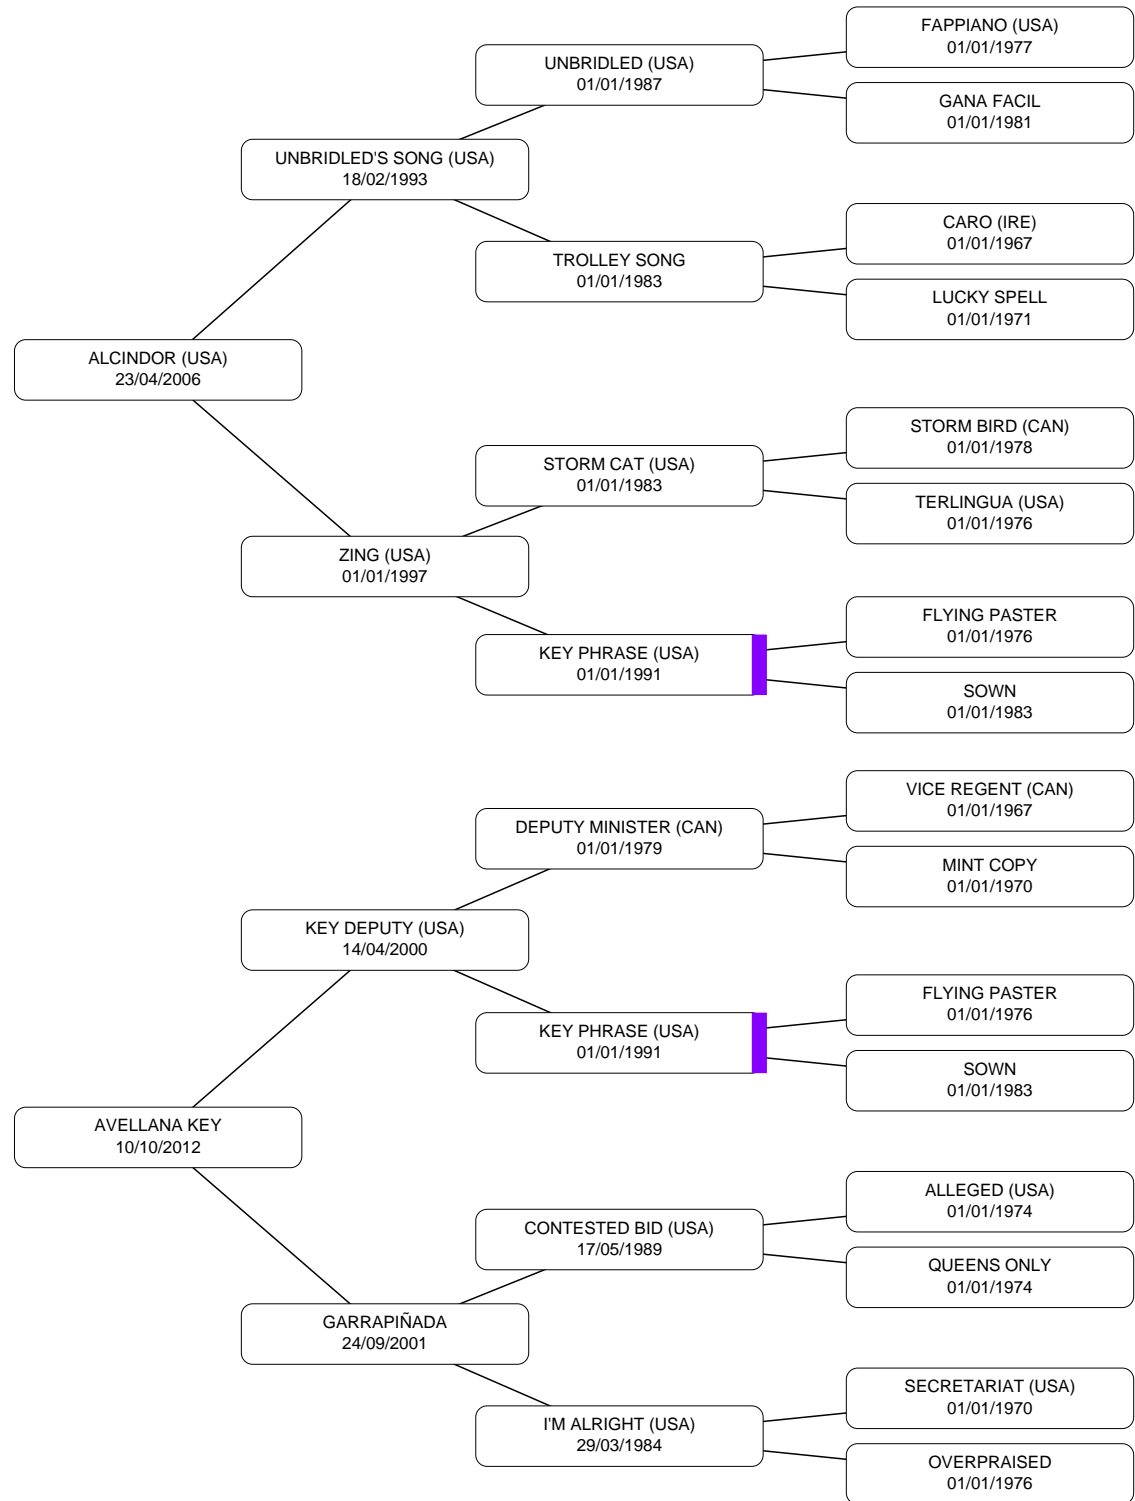 FAPPIANO (USA)
01/01/1977
UNBRIDLED (USA)
01/01/1987
GANA FACIL
01/01/1981
UNBRIDLED'S SONG (USA)
18/02/1993
CARO (IRE)
01/01/1967
TROLLEY SONG
01/01/1983
LUCKY SPELL
01/01/1971
ALCINDOR (USA)
23/04/2006
STORM BIRD (CAN)
01/01/1978
STORM CAT (USA)
01/01/1983
TERLINGUA (USA)
01/01/1976
ZING (USA)
01/01/1997
FLYING PASTER
01/01/1976
KEY PHRASE (USA)
01/01/1991
SOWN
01/01/1983
VICE REGENT (CAN)
01/01/1967
DEPUTY MINISTER (CAN)
01/01/1979
MINT COPY
01/01/1970
KEY DEPUTY (USA)
14/04/2000
FLYING PASTER
01/01/1976
KEY PHRASE (USA)
01/01/1991
SOWN
01/01/1983
AVELLANA KEY
10/10/2012
ALLEGED (USA)
01/01/1974
CONTESTED BID (USA)
17/05/1989
QUEENS ONLY
01/01/1974
GARRAPIÑADA
24/09/2001
SECRETARIAT (USA)
01/01/1970
I'M ALRIGHT (USA)
29/03/1984
OVERPRAISED
01/01/1976